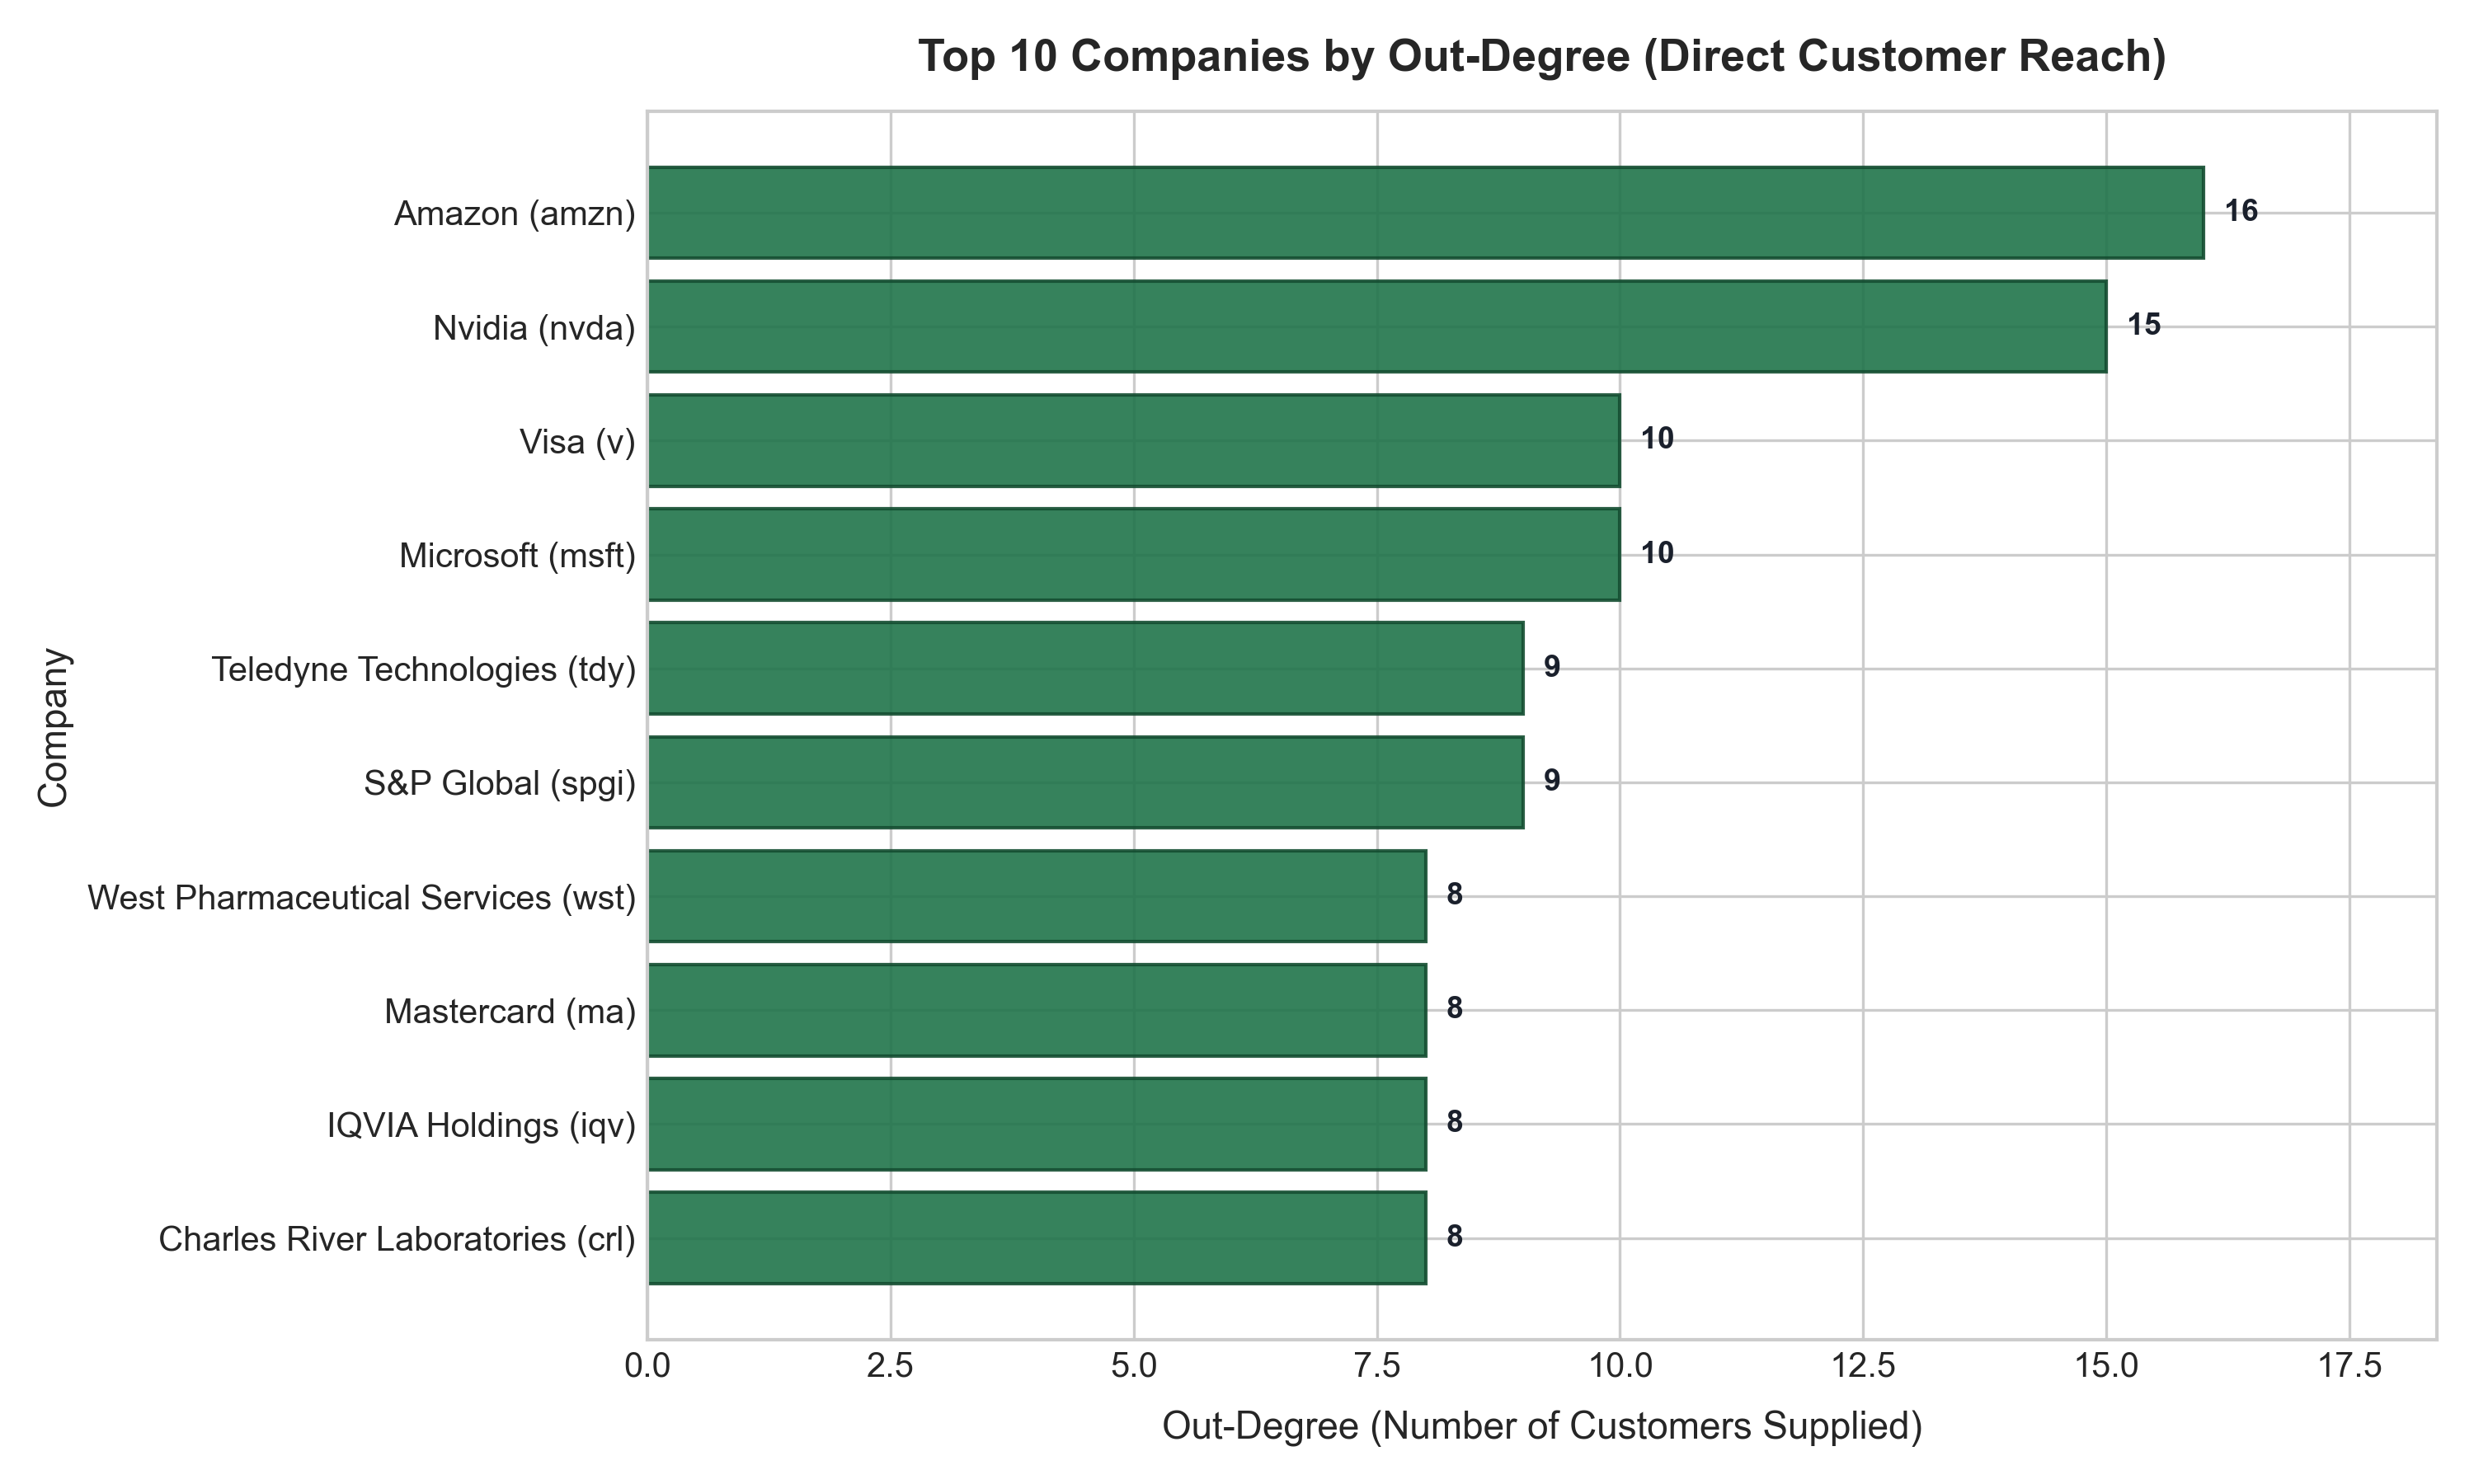 Top 10 Companies by Out-Degree (Direct Customer Reach)
Company
Amazon (amzn) 16
Nvidia (nvda) 15
Visa (v) 10
Microsoft (msft) 10
Teledyne Technologies (tdy) 9
S&P Global (spgi) 9
West Pharmaceutical Services (wst) 8
Mastercard (ma) 8
IQVIA Holdings (iqv) 8
Charles River Laboratories (crl) 8
0.0 2.5 5.0 7.5 10.0 12.5 15.0 17.5
Out-Degree (Number of Customers Supplied)